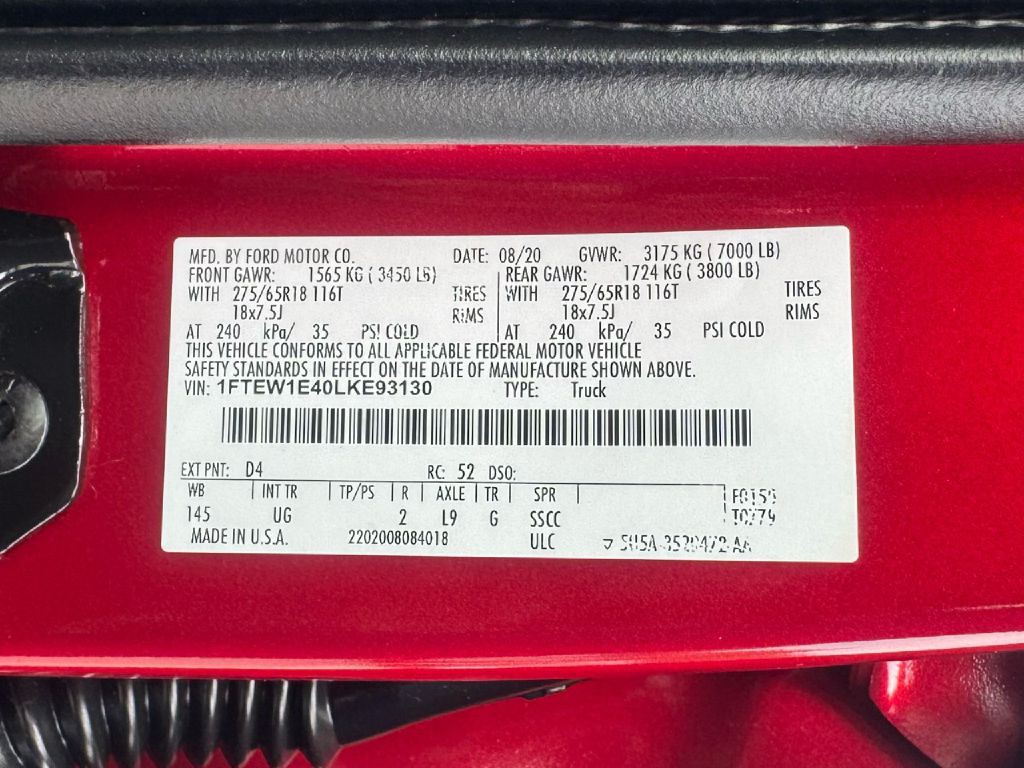 MFD. BY FORD MOTOR CO. DATE: 08/20 GVWR: 3175 KG ( 7000 LB)
FRONT GAWR: 1565 KG ( 3450 LB) REAR GAWR: 1724 KG ( 3800 LB)
WITH 275/65R18 116T TIRES WITH 275/65R18 116T TIRES
18x7.5J RIMS 18x7.5J RIMS
AT 240 kPa/ 35 PSI COLD AT 240 kPa/ 35 PSI COLD
THIS VEHICLE CONFORMS TO ALL APPLICABLE FEDERAL MOTOR VEHICLE
SAFETY STANDARDS IN EFFECT ON THE DATE OF MANUFACTURE SHOWN ABOVE.
VIN: 1FTEW1E40LKE93130 TYPE: Truck
EXT PNT: D4 RC: 52 DSO:
WB INT TR TP/PS R AXLE TR SPR
145 UG 2 L9 G SSCC
MADE IN U.S.A. 2202008084018 ULC